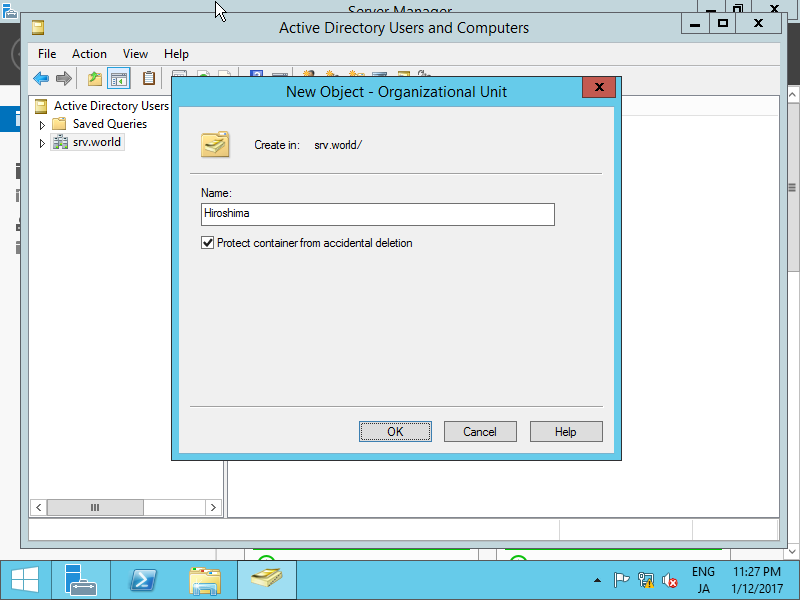 Server Manager
Active Directory Users and Computers
File Action View Help
New Object - Organizational Unit
Active Directory Users
Saved Queries
srv.world
Create in: srv.world/
Name:
Hiroshima
Protect container from accidental deletion
OK Cancel Help
ENG 11:27 PM
JA 1/12/2017